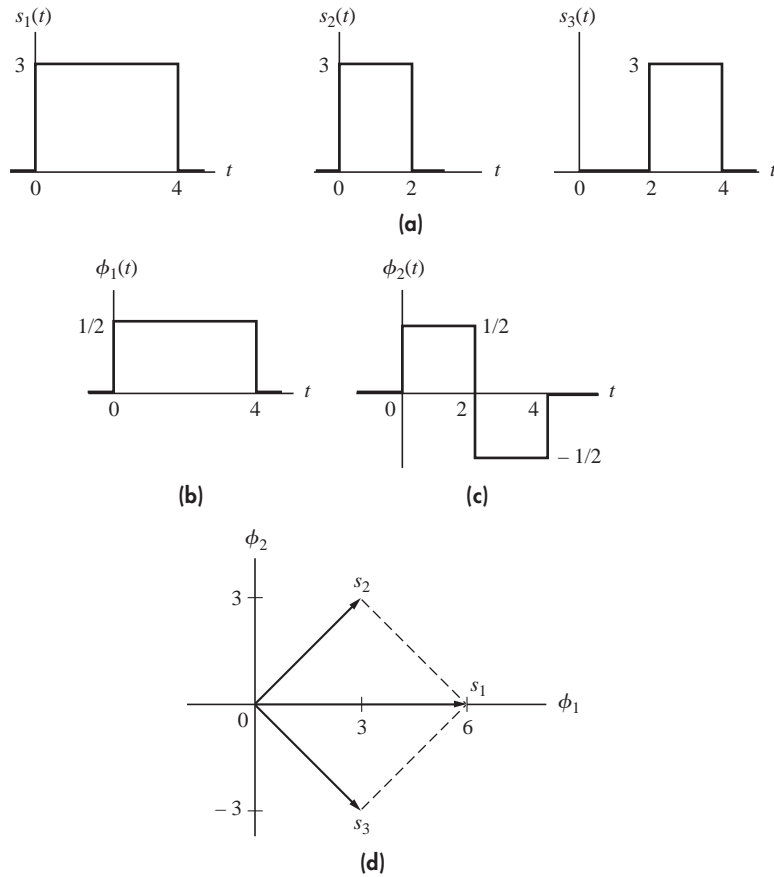 s₁(t) s₂(t) s₃(t)
3 3 3
t t t
0 4 0 2 0 2 4
(a)
ϕ₁(t) ϕ₂(t)
1/2 1/2
t t
0 4 0 2 4
– 1/2
(b) (c)
ϕ₂
s₂
3
s₁
ϕ₁
0 3 6
– 3
s₃
(d)